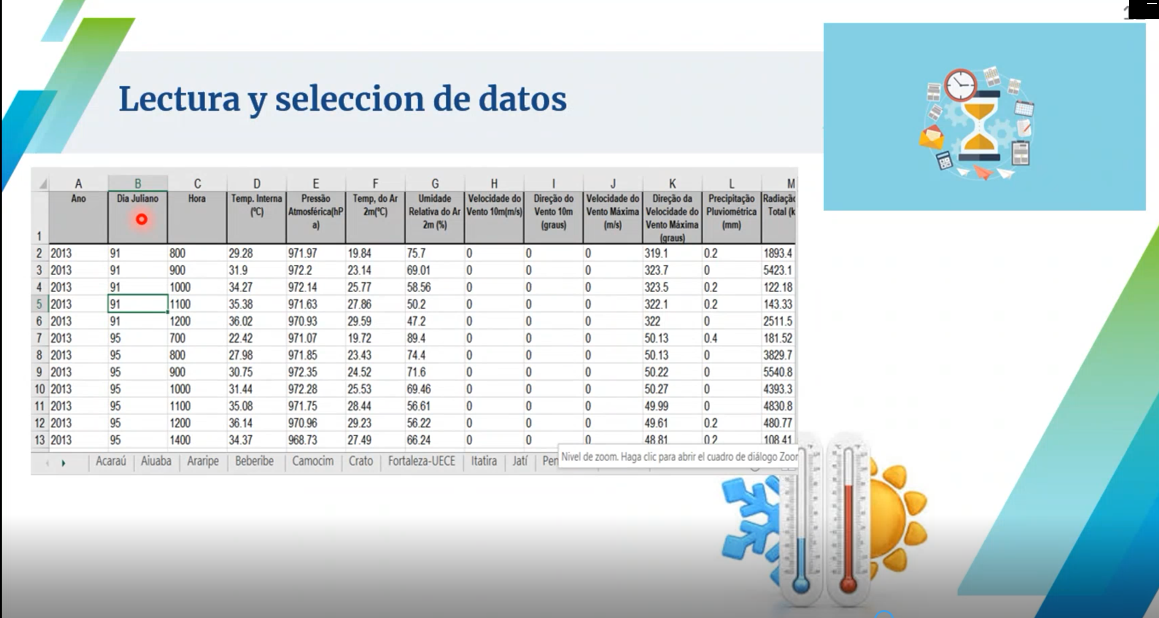 Lectura y seleccion de datos
A B C D E F G H I J K L M
1 Ano Dia Juliano Hora Temp. Interna (ºC) Pressão Atmosférica(hPa) Temp, do Ar 2m(ºC) Umidade Relativa do Ar 2m (%) Velocidade do Vento 10m(m/s) Direção do Vento 10m (graus) Velocidade do Vento Máxima (m/s) Direção da Velocidade do Vento Máxima (graus) Precipitação Pluviométrica (mm) Radiação Total (k
2 2013 91 800 29.28 971.97 19.84 75.7 0 0 0 319.1 0.2 1893.4
3 2013 91 900 31.9 972.2 23.14 69.01 0 0 0 323.7 0 5423.1
4 2013 91 1000 34.27 972.14 25.77 58.56 0 0 0 323.5 0.2 122.18
5 2013 91 1100 35.38 971.63 27.86 50.2 0 0 0 322.1 0.2 143.33
6 2013 91 1200 36.02 970.93 29.59 47.2 0 0 0 322 0 2511.5
7 2013 95 700 22.42 971.07 19.72 89.4 0 0 0 50.13 0.4 181.52
8 2013 95 800 27.98 971.85 23.43 74.4 0 0 0 50.13 0 3829.7
9 2013 95 900 30.75 972.35 24.52 71.6 0 0 0 50.22 0 5540.8
10 2013 95 1000 31.44 972.28 25.53 69.46 0 0 0 50.27 0 4393.3
11 2013 95 1100 35.08 971.75 28.44 56.61 0 0 0 49.99 0 4830.8
12 2013 95 1200 36.14 970.96 29.23 56.22 0 0 0 49.61 0.2 480.77
13 2013 95 1400 34.37 968.73 27.49 66.24 0 0 0 48.81 0.2 108.41
Acaraú Aiuaba Araripe Beberibe Camocim Crato Fortaleza-UECE Itatira Jatí Pen
Nivel de zoom. Haga clic para abrir el cuadro de diálogo Zoor